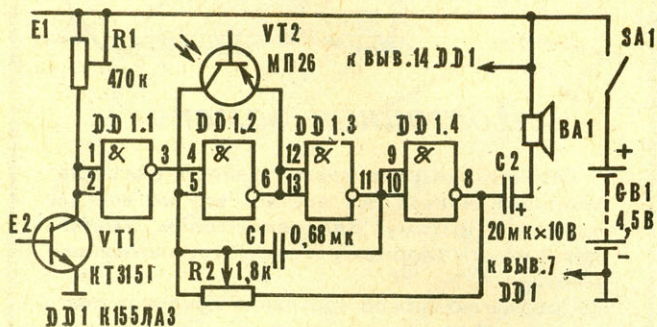 E1
R1
470к
VT2
МП26
к ВЫВ.14 DD1
SA1
DD1.1
DD1.2
DD1.3
DD1.4
&
&
&
&
BA1
1
2
3
4
5
6
12
13
11
9
10
8
C2
+
GB1
4,5В
+
-
E2
VT1
КТ315Г
C1
0,68мк
20мк×10В
R2
1,8к
к ВЫВ.7
DD1
DD1 К155ЛА3